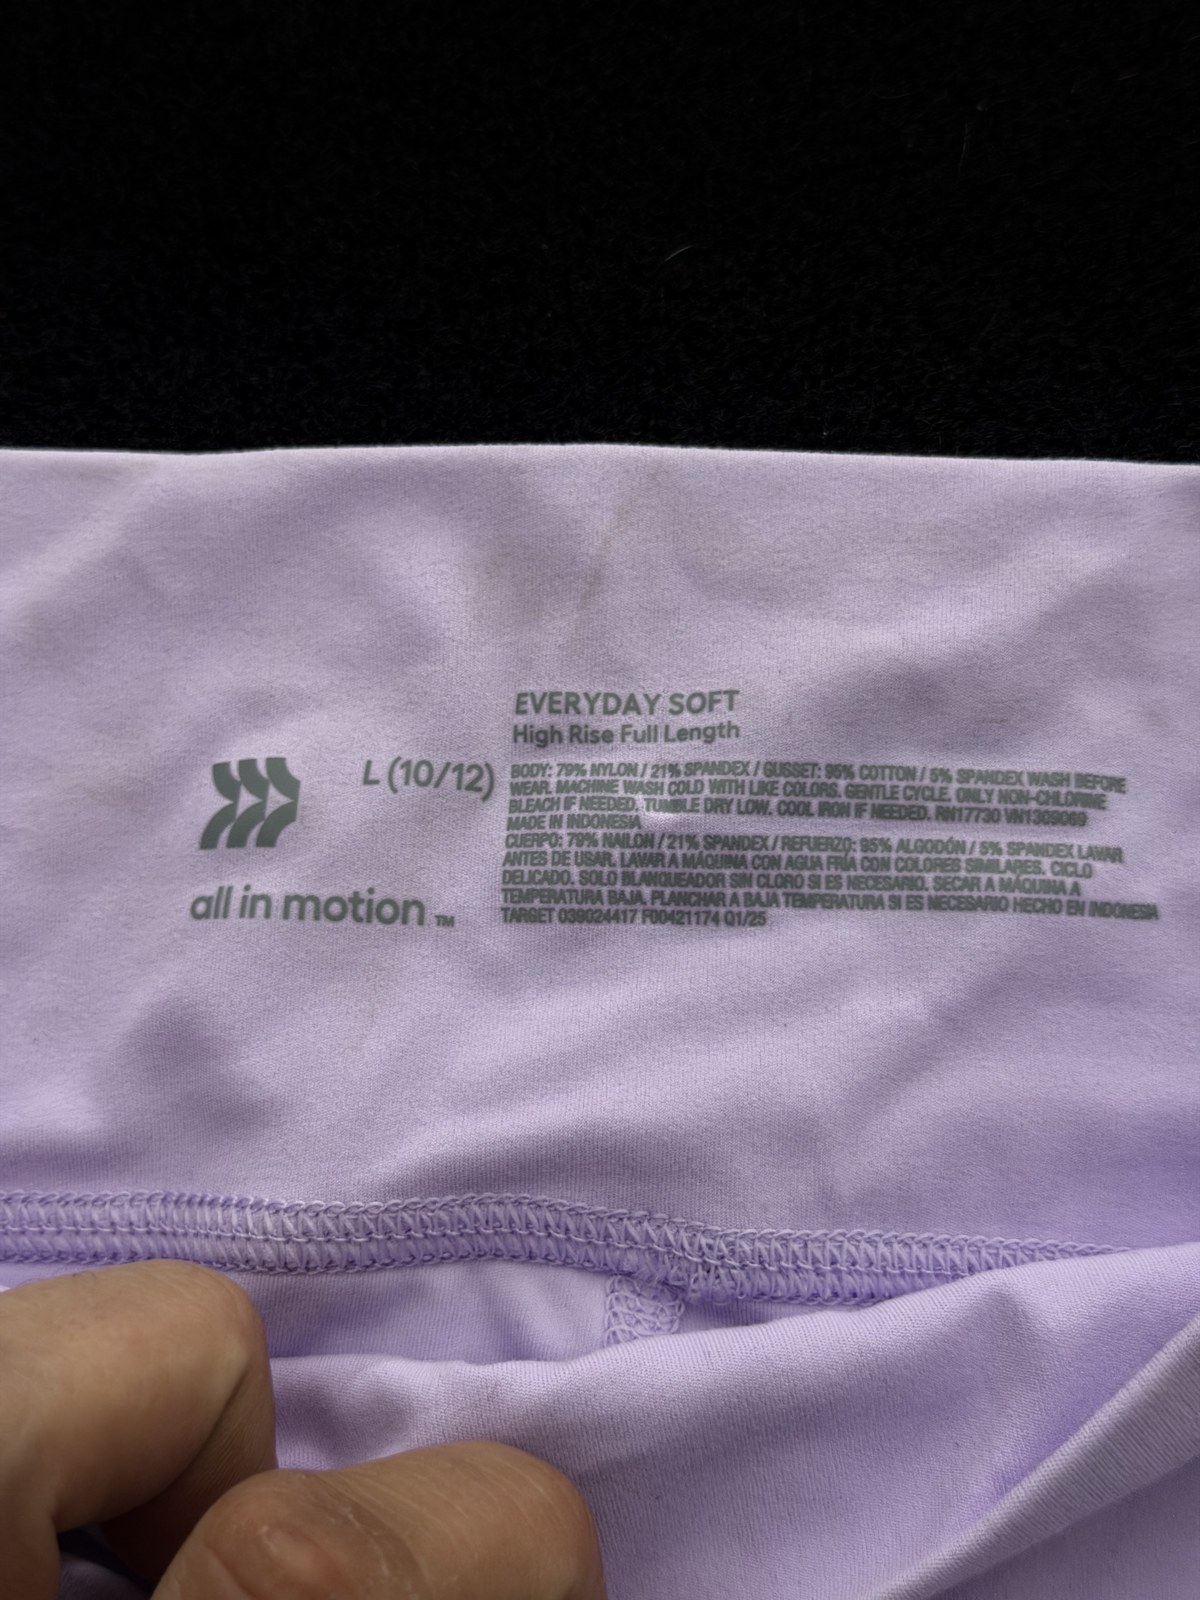 EVERYDAY SOFT
High Rise Full Length
L (10/12)
all in motion ™
BODY: 79% NYLON / 21% SPANDEX / GUSSET: 95% COTTON / 5% SPANDEX WASH BEFORE
WEAR. MACHINE WASH COLD WITH LIKE COLORS. GENTLE CYCLE. ONLY NON-CHLORINE
BLEACH IF NEEDED. TUMBLE DRY LOW. COOL IRON IF NEEDED. RN17730 VN1309069
MADE IN INDONESIA
CUERPO: 79% NAILON / 21% SPANDEX / REFUERZO: 95% ALGODÓN / 5% SPANDEX LAVAR
ANTES DE USAR. LAVAR A MÁQUINA CON AGUA FRÍA CON COLORES SIMILARES. CICLO
DELICADO. SOLO BLANQUEADOR SIN CLORO SI ES NECESARIO. SECAR A MÁQUINA A
TEMPERATURA BAJA. PLANCHAR A BAJA TEMPERATURA SI ES NECESARIO HECHO EN INDONESIA
TARGET 039024417 F00421174 Q1/25